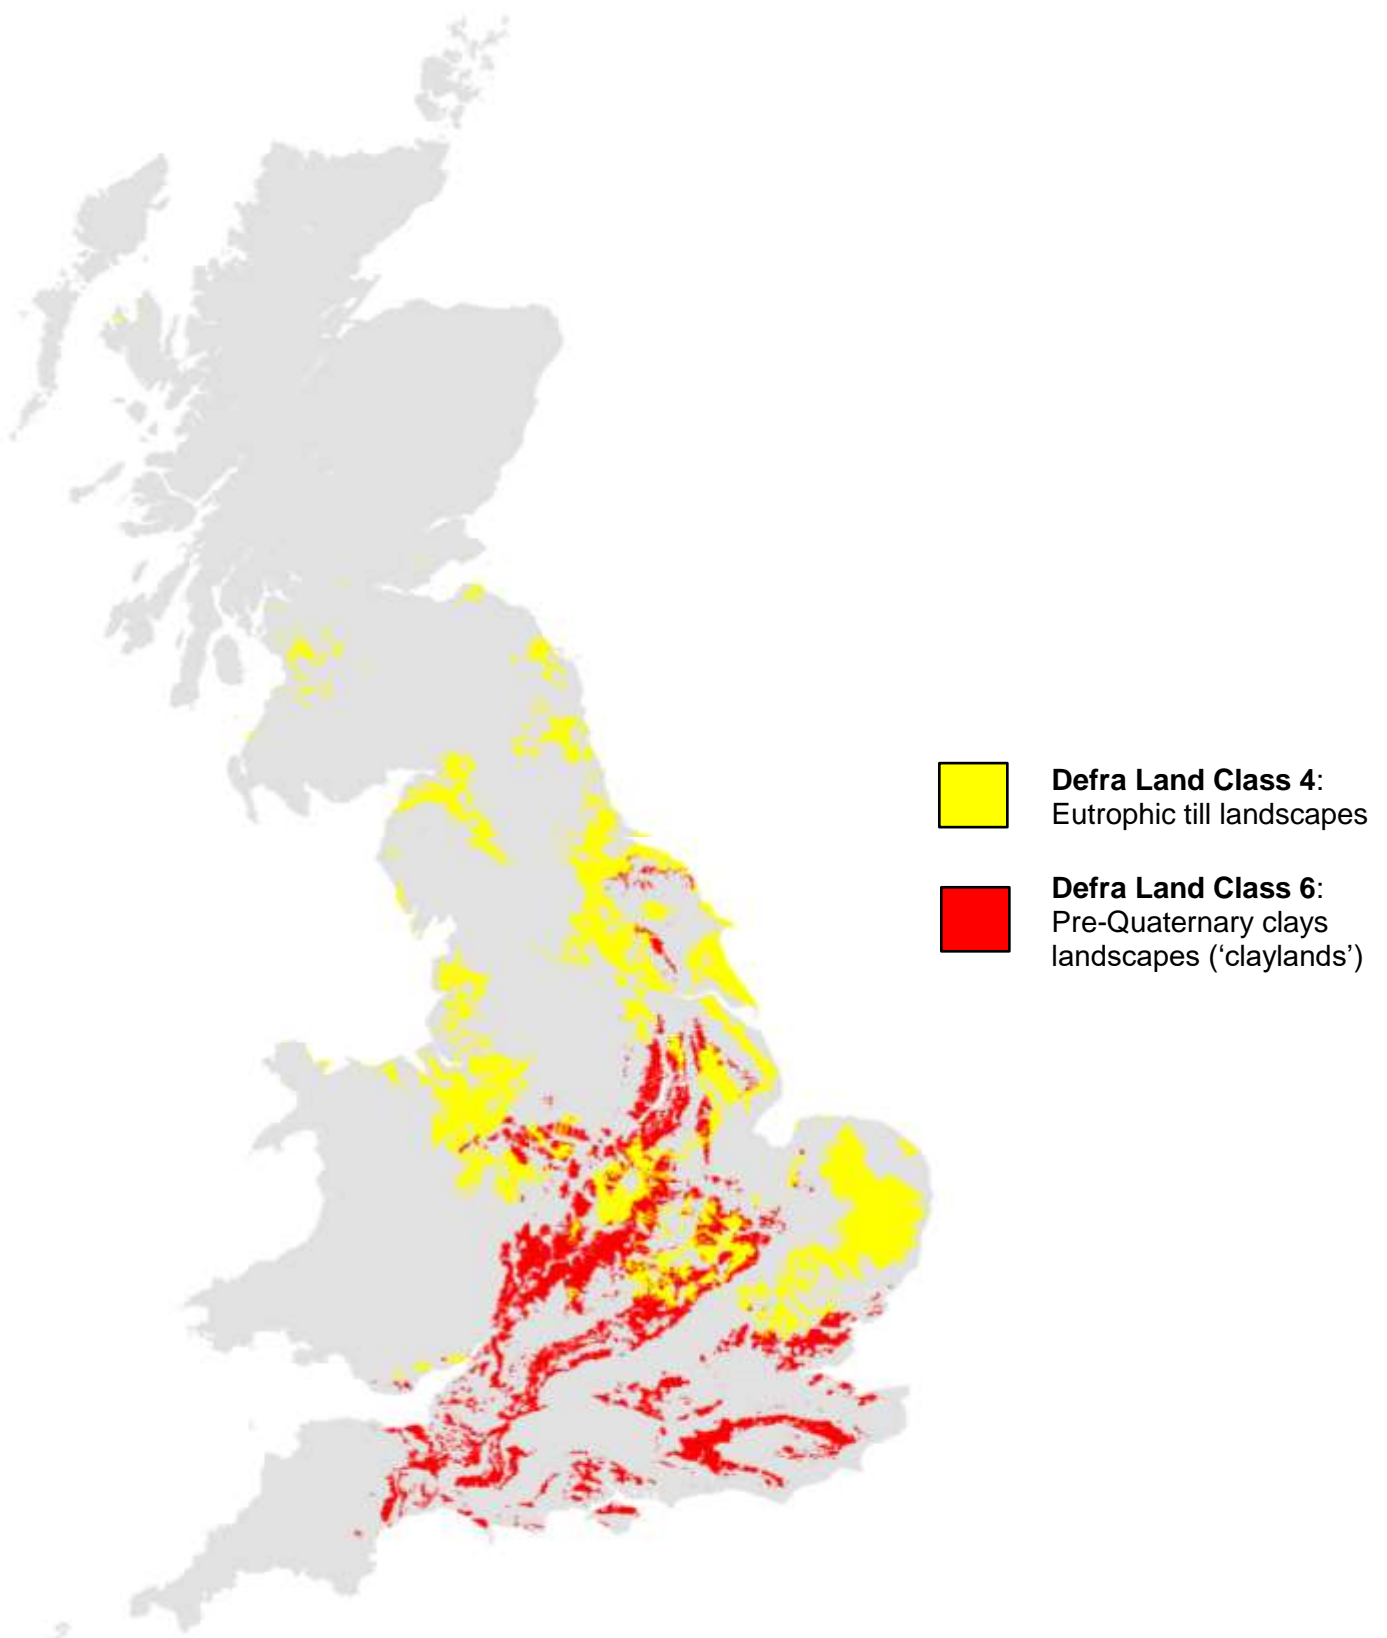 Defra Land Class 4:
Eutrophic till landscapes
Defra Land Class 6:
Pre-Quaternary clays
landscapes (‘claylands’)